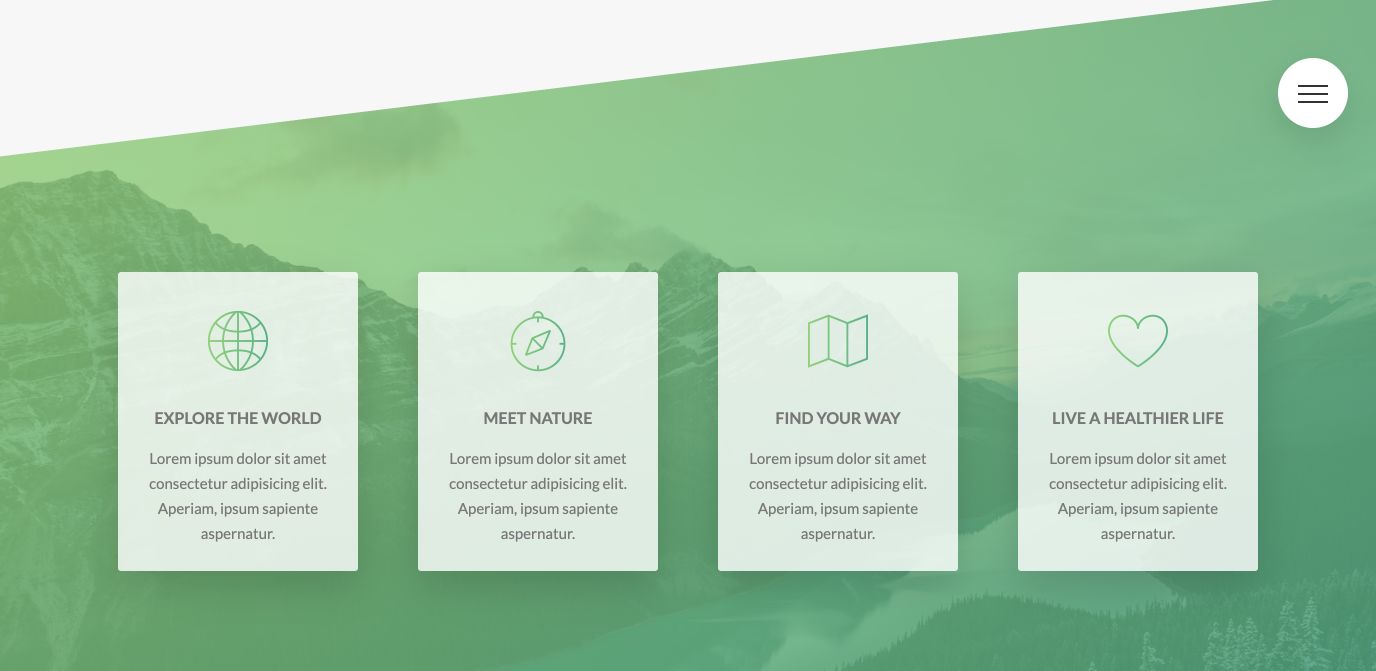 EXPLORE THE WORLD
Lorem ipsum dolor sit amet
consectetur adipisicing elit.
Aperiam, ipsum sapiente
aspernatur.
MEET NATURE
Lorem ipsum dolor sit amet
consectetur adipisicing elit.
Aperiam, ipsum sapiente
aspernatur.
FIND YOUR WAY
Lorem ipsum dolor sit amet
consectetur adipisicing elit.
Aperiam, ipsum sapiente
aspernatur.
LIVE A HEALTHIER LIFE
Lorem ipsum dolor sit amet
consectetur adipisicing elit.
Aperiam, ipsum sapiente
aspernatur.